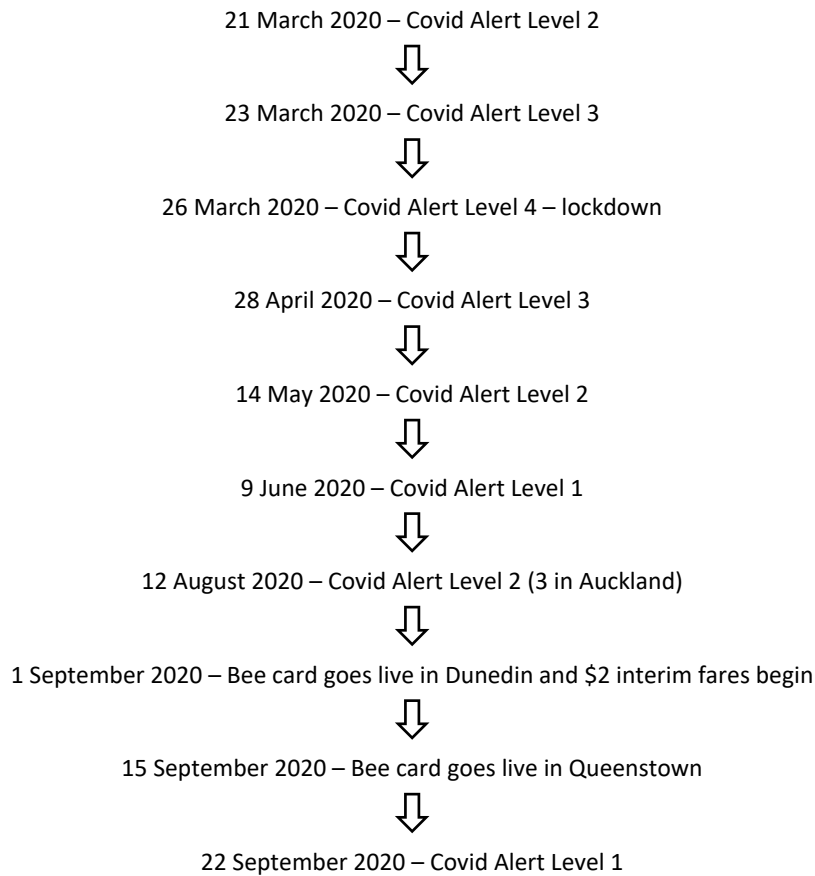 21 March 2020 – Covid Alert Level 2
23 March 2020 – Covid Alert Level 3
26 March 2020 – Covid Alert Level 4 – lockdown
28 April 2020 – Covid Alert Level 3
14 May 2020 – Covid Alert Level 2
9 June 2020 – Covid Alert Level 1
12 August 2020 – Covid Alert Level 2 (3 in Auckland)
1 September 2020 – Bee card goes live in Dunedin and $2 interim fares begin
15 September 2020 – Bee card goes live in Queenstown
22 September 2020 – Covid Alert Level 1